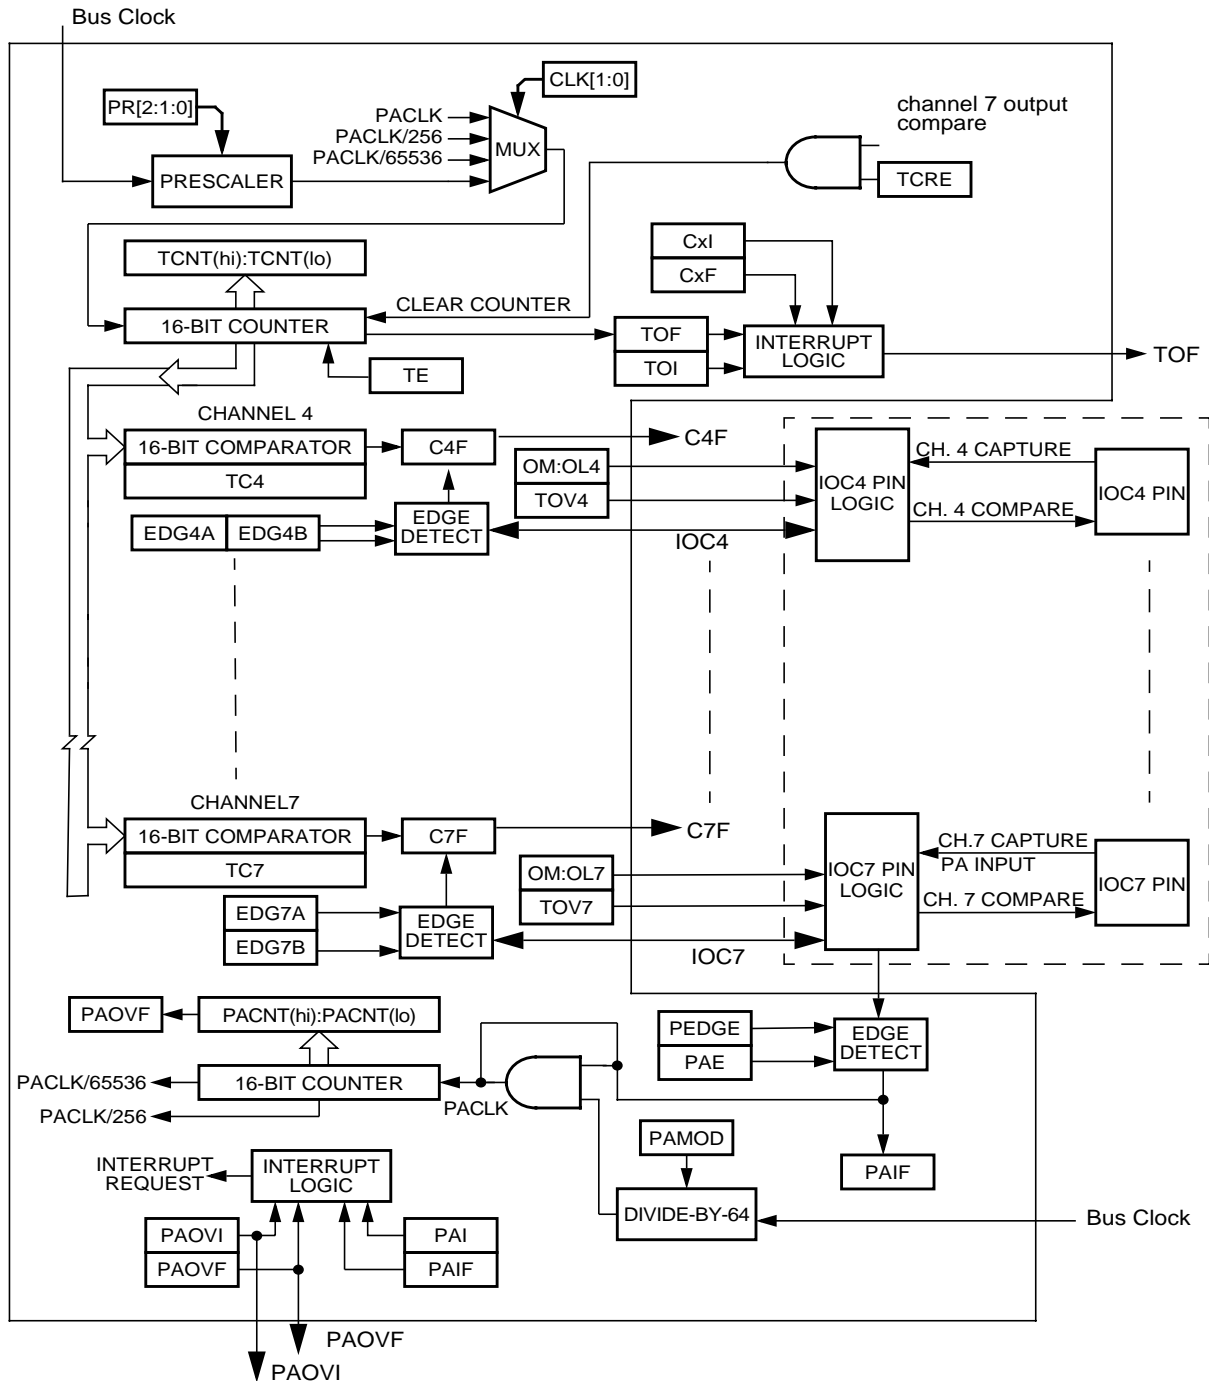 Bus Clock
CLK[1:0]
PR[2:1:0]
channel 7 output
compare
PACLK
PACLK/256
PACLK/65536
MUX
PRESCALER
TCRE
CxI
CxF
TCNT(hi):TCNT(lo)
CLEAR COUNTER
16-BIT COUNTER
TOF
TOI
INTERRUPT
LOGIC
TOF
TE
CHANNEL 4
16-BIT COMPARATOR
TC4
C4F
C4F
OM:OL4
TOV4
IOC4 PIN
LOGIC
CH. 4 CAPTURE
CH. 4 COMPARE
IOC4 PIN
EDG4A
EDG4B
EDGE
DETECT
IOC4
CHANNEL7
16-BIT COMPARATOR
TC7
C7F
C7F
OM:OL7
TOV7
IOC7 PIN
LOGIC
CH.7 CAPTURE
PA INPUT
CH. 7 COMPARE
IOC7 PIN
EDG7A
EDG7B
EDGE
DETECT
IOC7
PAOVF
PACNT(hi):PACNT(lo)
PEDGE
PAE
EDGE
DETECT
PACLK/65536
16-BIT COUNTER
PACLK
PACLK/256
PAMOD
PAIF
INTERRUPT
REQUEST
INTERRUPT
LOGIC
DIVIDE-BY-64
Bus Clock
PAOVI
PAOVF
PAI
PAIF
PAOVF
PAOVI